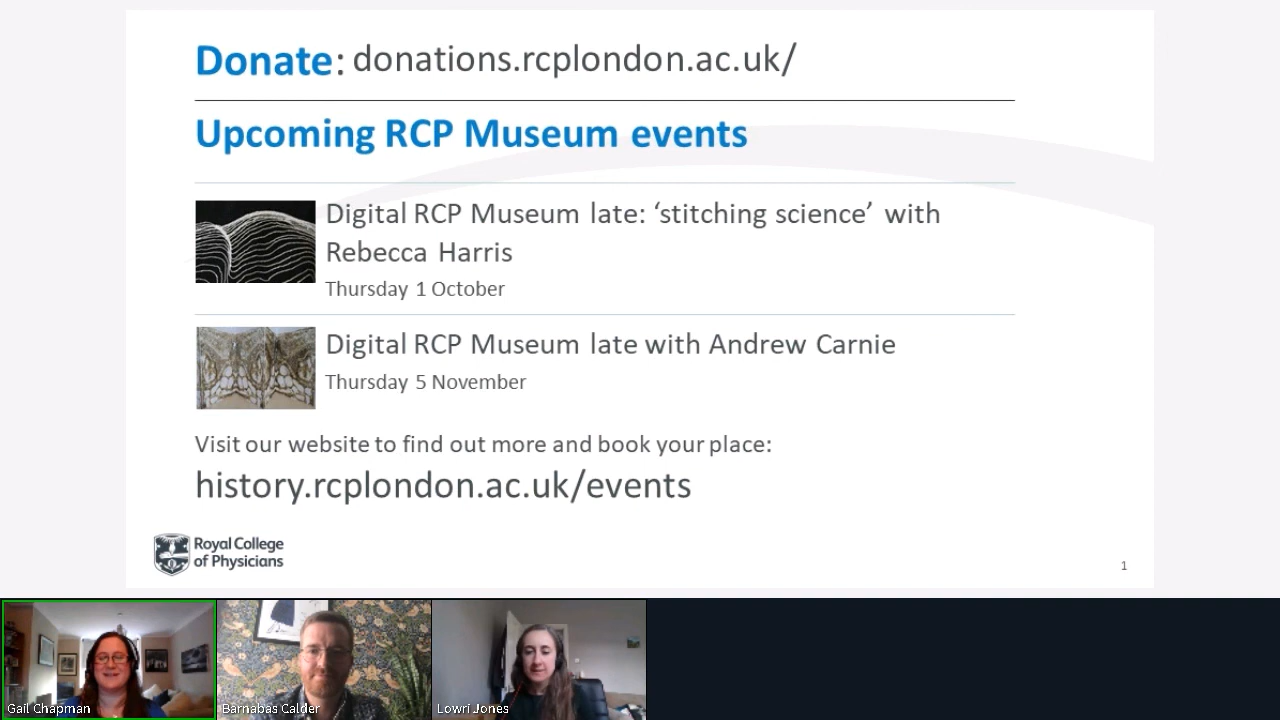 Donate: donations.rcplondon.ac.uk/
Upcoming RCP Museum events
Digital RCP Museum late: ‘stitching science’ with
Rebecca Harris
Thursday 1 October
Digital RCP Museum late with Andrew Carnie
Thursday 5 November
Visit our website to find out more and book your place:
history.rcplondon.ac.uk/events
Royal College
of Physicians
1
Gail Chapman
Barnabas Calder
Lowri Jones